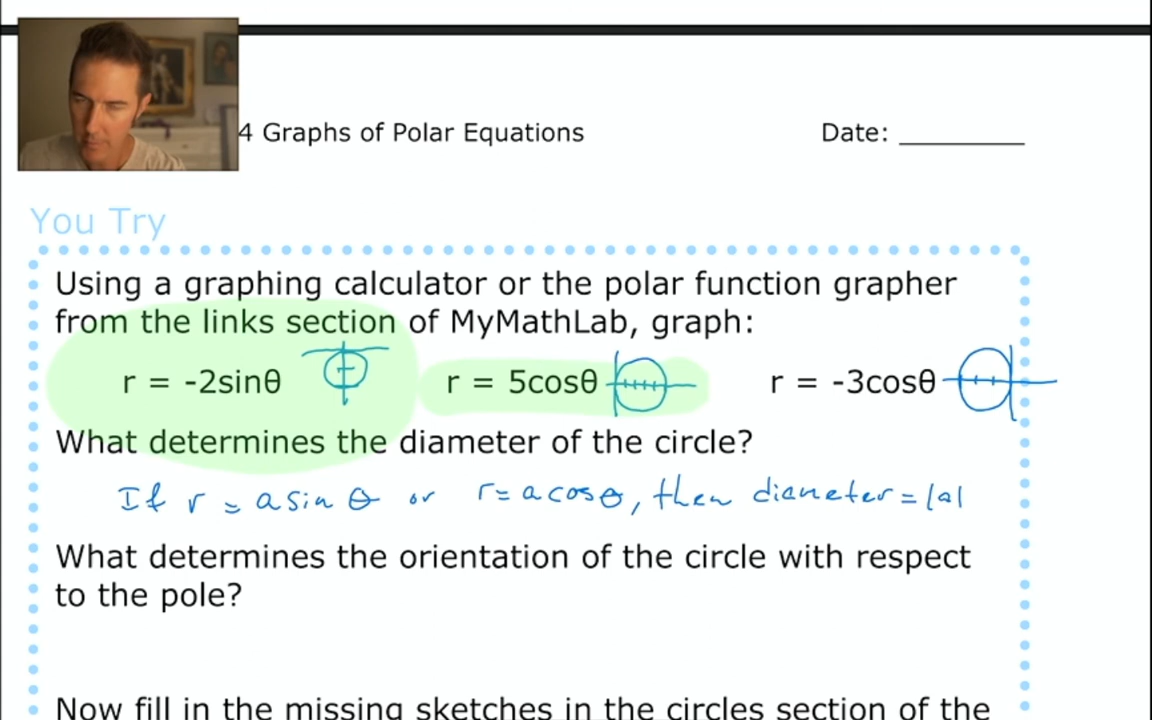 4 Graphs of Polar Equations Date: __________
You Try
Using a graphing calculator or the polar function grapher
from the links section of MyMathLab, graph:
r = -2sinθ r = 5cosθ r = -3cosθ
What determines the diameter of the circle?
If r = a sin θ or r = a cosθ, then diameter = |a|
What determines the orientation of the circle with respect
to the pole?
Now fill in the missing sketches in the circles section of the